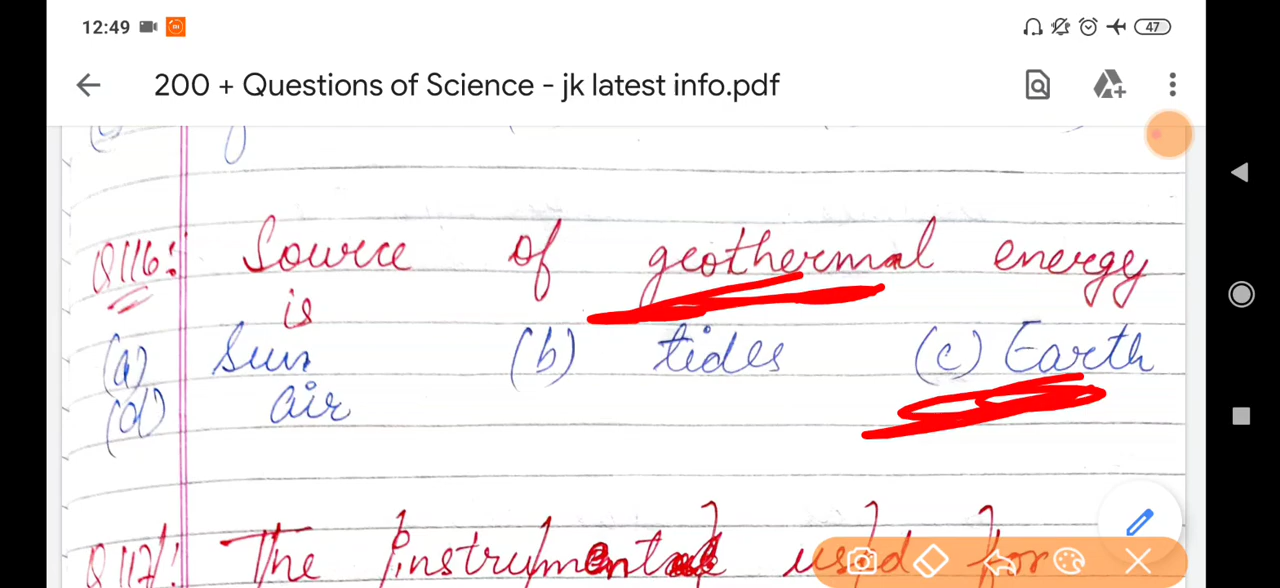 12:49
47
200 + Questions of Science - jk latest info.pdf
Q116: Source of geothermal energy
is
(a) Sun (b) tides (c) Earth
(d) air
Q117: The instrument used for